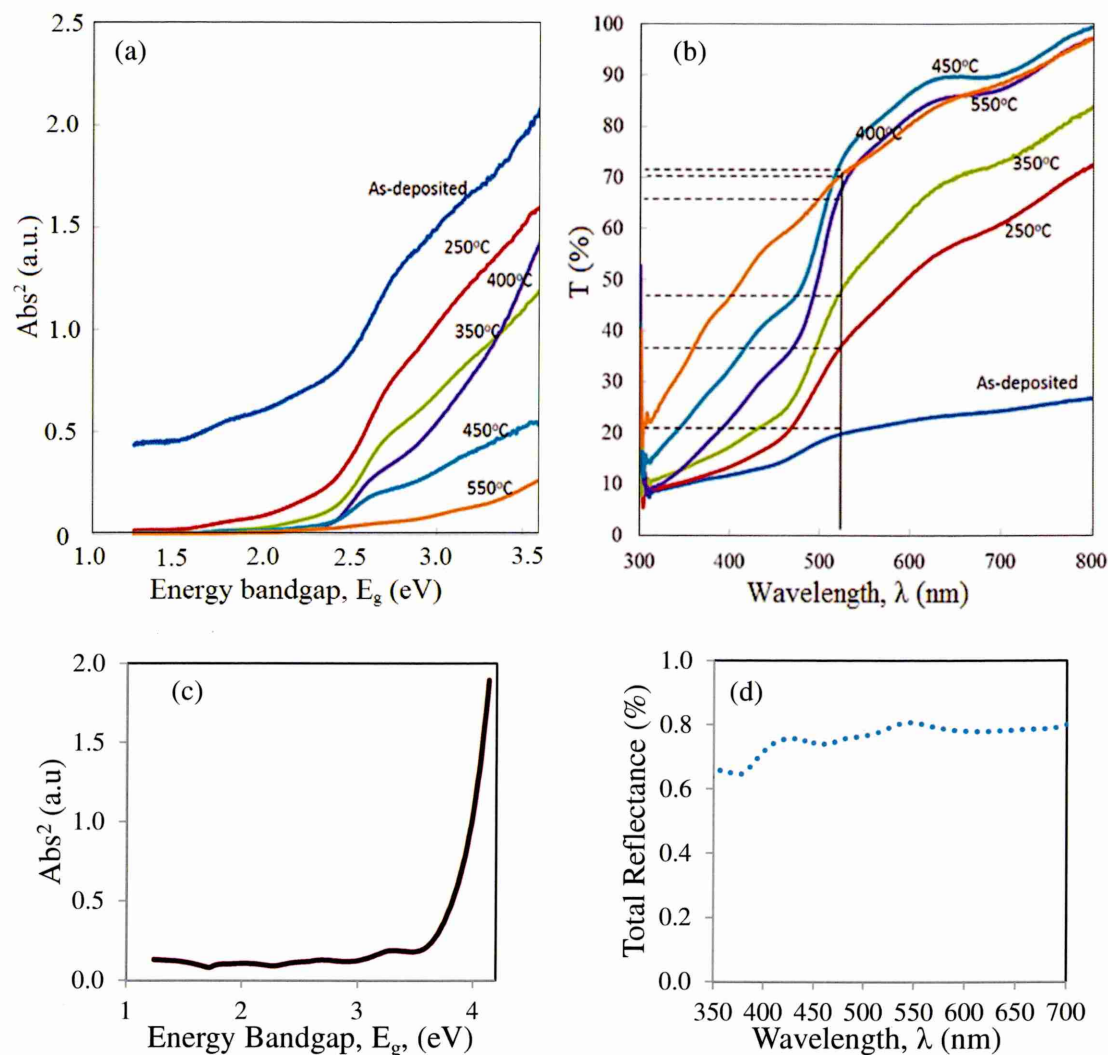 (a)
2.5
2.0
1.5
1.0
0.5
0
Abs² (a.u.)
As-deposited
250°C
400°C
350°C
450°C
550°C
1.0 1.5 2.0 2.5 3.0 3.5
Energy bandgap, E_g (eV)
(b)
100
90
80
70
60
50
40
30
20
10
0
T (%)
450°C
550°C
400°C
350°C
250°C
As-deposited
300 400 500 600 700 800
Wavelength, λ (nm)
(c)
2.0
1.5
1.0
0.5
0.0
Abs² (a.u)
1 2 3 4
Energy Bandgap, E_g, (eV)
(d)
1.0
0.8
0.6
0.4
0.2
0.0
Total Reflectance (%)
350 400 450 500 550 600 650 700
Wavelength, λ (nm)